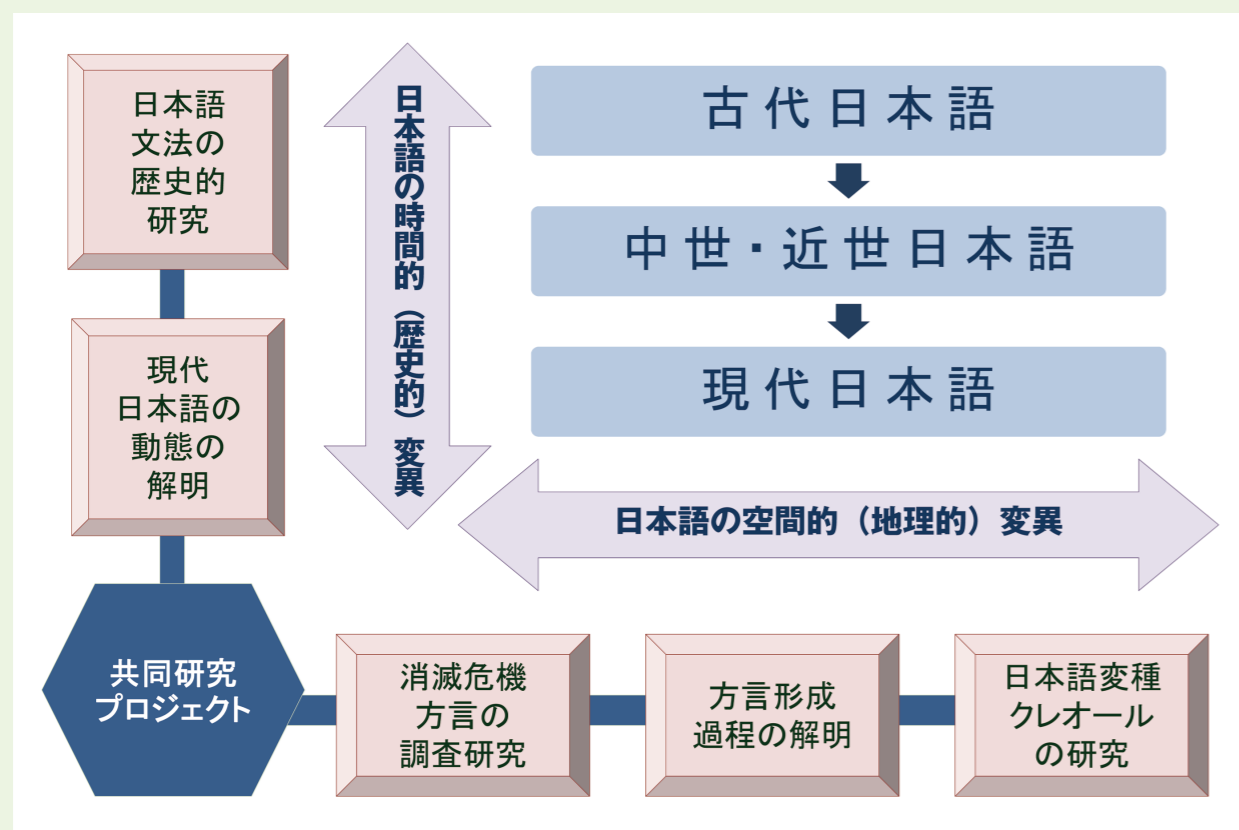 日本語
文法の
歴史的
研究
現代
日本語の
動態の
解明
共同研究
プロジェクト
日本語の時間的（歴史的）変異
古代日本語
中世・近世日本語
現代日本語
日本語の空間的（地理的）変異
消滅危機
方言の
調査研究
方言形成
過程の解明
日本語変種
クレオール
の研究